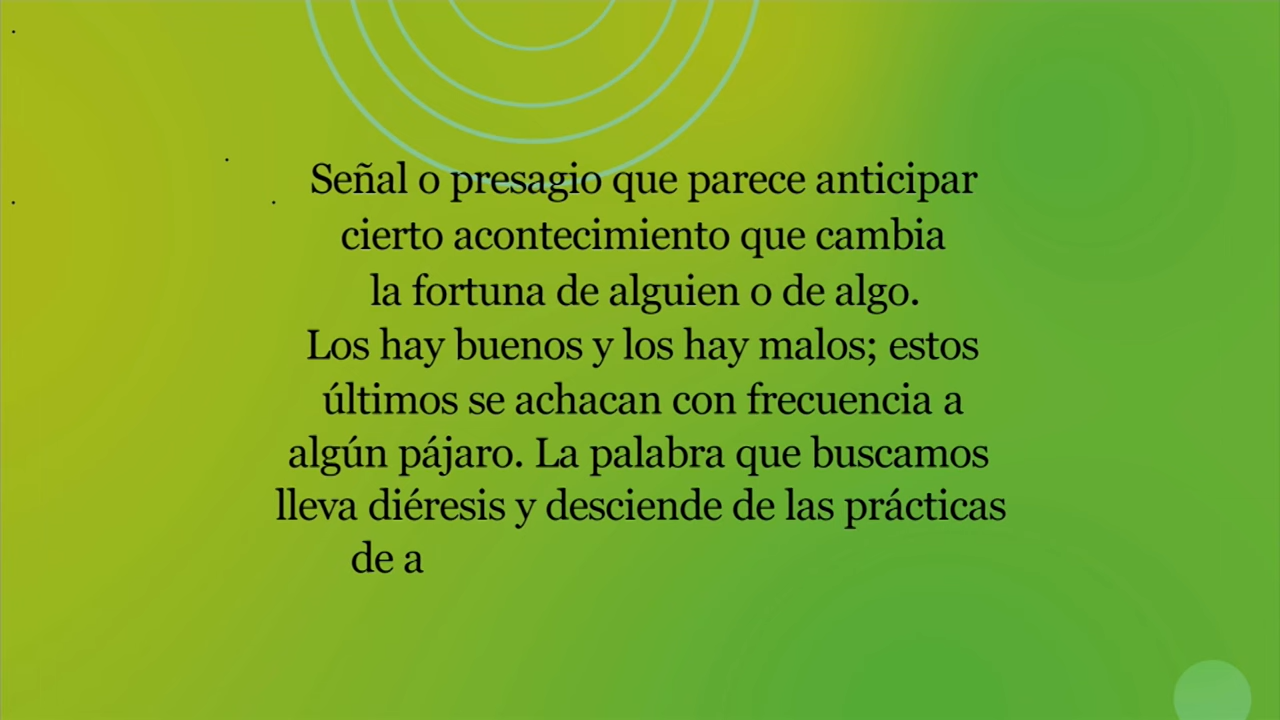 Señal o presagio que parece anticipar
cierto acontecimiento que cambia
la fortuna de alguien o de algo.
Los hay buenos y los hay malos; estos
últimos se achacan con frecuencia a
algún pájaro. La palabra que buscamos
lleva diéresis y desciende de las prácticas
de a